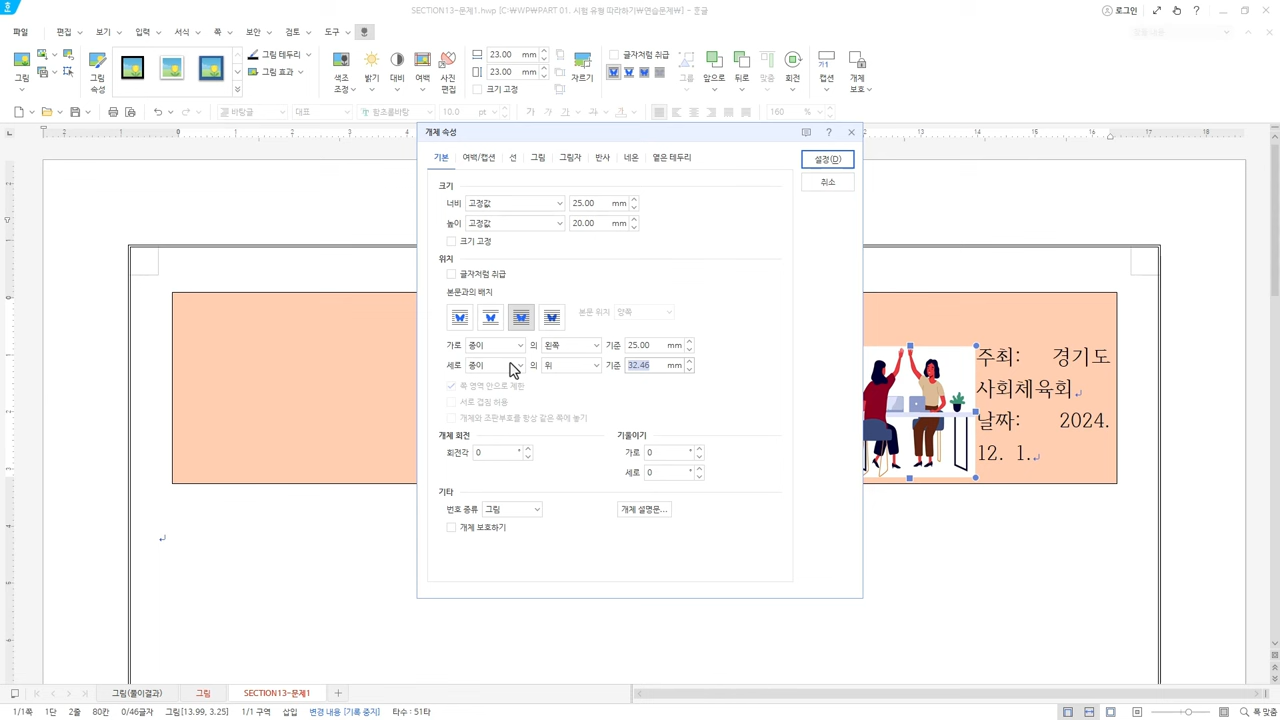 SECTION13-문제1.hwp [C:\WP\PART 01. 시험 유형 따라하기\연습문제\] - 한글
로그인
파일 편집 보기 입력 서식 쪽 보안 검토 도구
그림
그림 속성
그림 테두리
그림 효과
색조 조정
밝기
대비
여백
사진 편집
23.00 mm
23.00 mm
크기 고정
자르기
글자처럼 취급
그룹
앞으로
뒤로
맞춤
회전
캡션
개체 보호
바탕글 대표 함초롬바탕 10.0 pt 160 %
개체 속성
기본 여백/캡션 선 그림 그림자 반사 네온 옅은 테두리
설정(D)
취소
크기
너비 고정값 25.00 mm
높이 고정값 20.00 mm
크기 고정
위치
글자처럼 취급
본문과의 배치
본문 위치 양쪽
가로 종이 의 왼쪽 기준 25.00 mm
세로 종이 의 위 기준 32.46 mm
쪽 영역 안으로 제한
서로 겹침 허용
개체와 조판부호를 항상 같은 쪽에 놓기
개체 회전
회전각 0 °
기울이기
가로 0 °
세로 0 °
기타
번호 종류 그림
개체 설명문...
개체 보호하기
주최: 경기도
사회체육회
날짜: 2024.
12. 1.
그림(풀이결과) 그림 SECTION13-문제1
1/1쪽 1단 2줄 80칸 0/46글자 그림[13.99, 3.25] 1/1 구역 삽입 변경 내용 [기록 중지] 타수 : 51타
쪽 맞춤